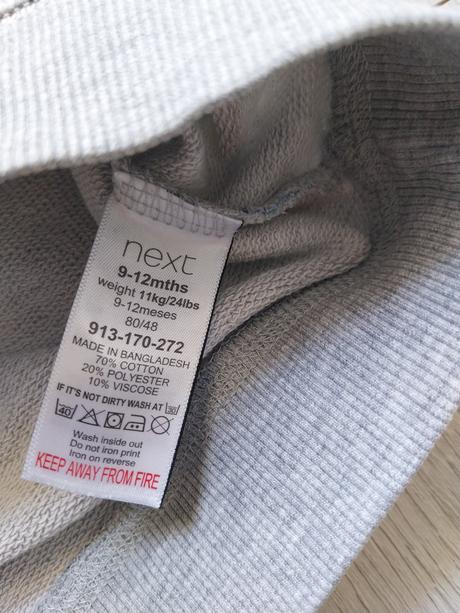 next
9-12mths
weight 11kg/24lbs
9-12meses
80/48
913-170-272
MADE IN BANGLADESH
70% COTTON
20% POLYESTER
10% VISCOSE
IF IT'S NOT DIRTY WASH AT 30
40
Wash inside out
Do not iron print
Iron on reverse
KEEP AWAY FROM FIRE